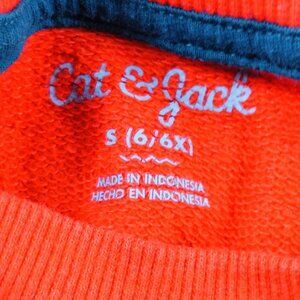 Cat & Jack
S (6/6X)
MADE IN INDONESIA
HECHO EN INDONESIA